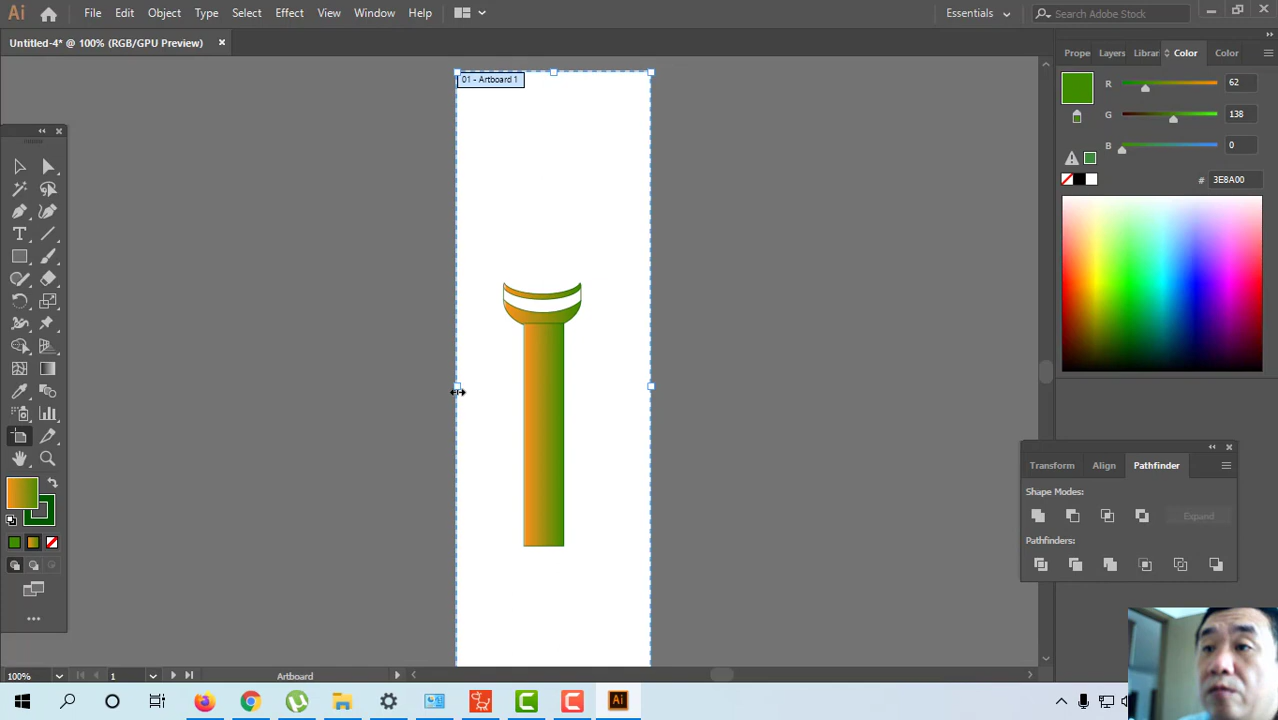 Ai File Edit Object Type Select Effect View Window Help Essentials Search Adobe Stock
Untitled-4* @ 100% (RGB/GPU Preview)
01 - Artboard 1
Prope Layers Librar Color Color
R 62
G 138
B 0
# 3E8A00
Transform Align Pathfinder
Shape Modes:
Expand
Pathfinders:
100% 1 Artboard
Ai